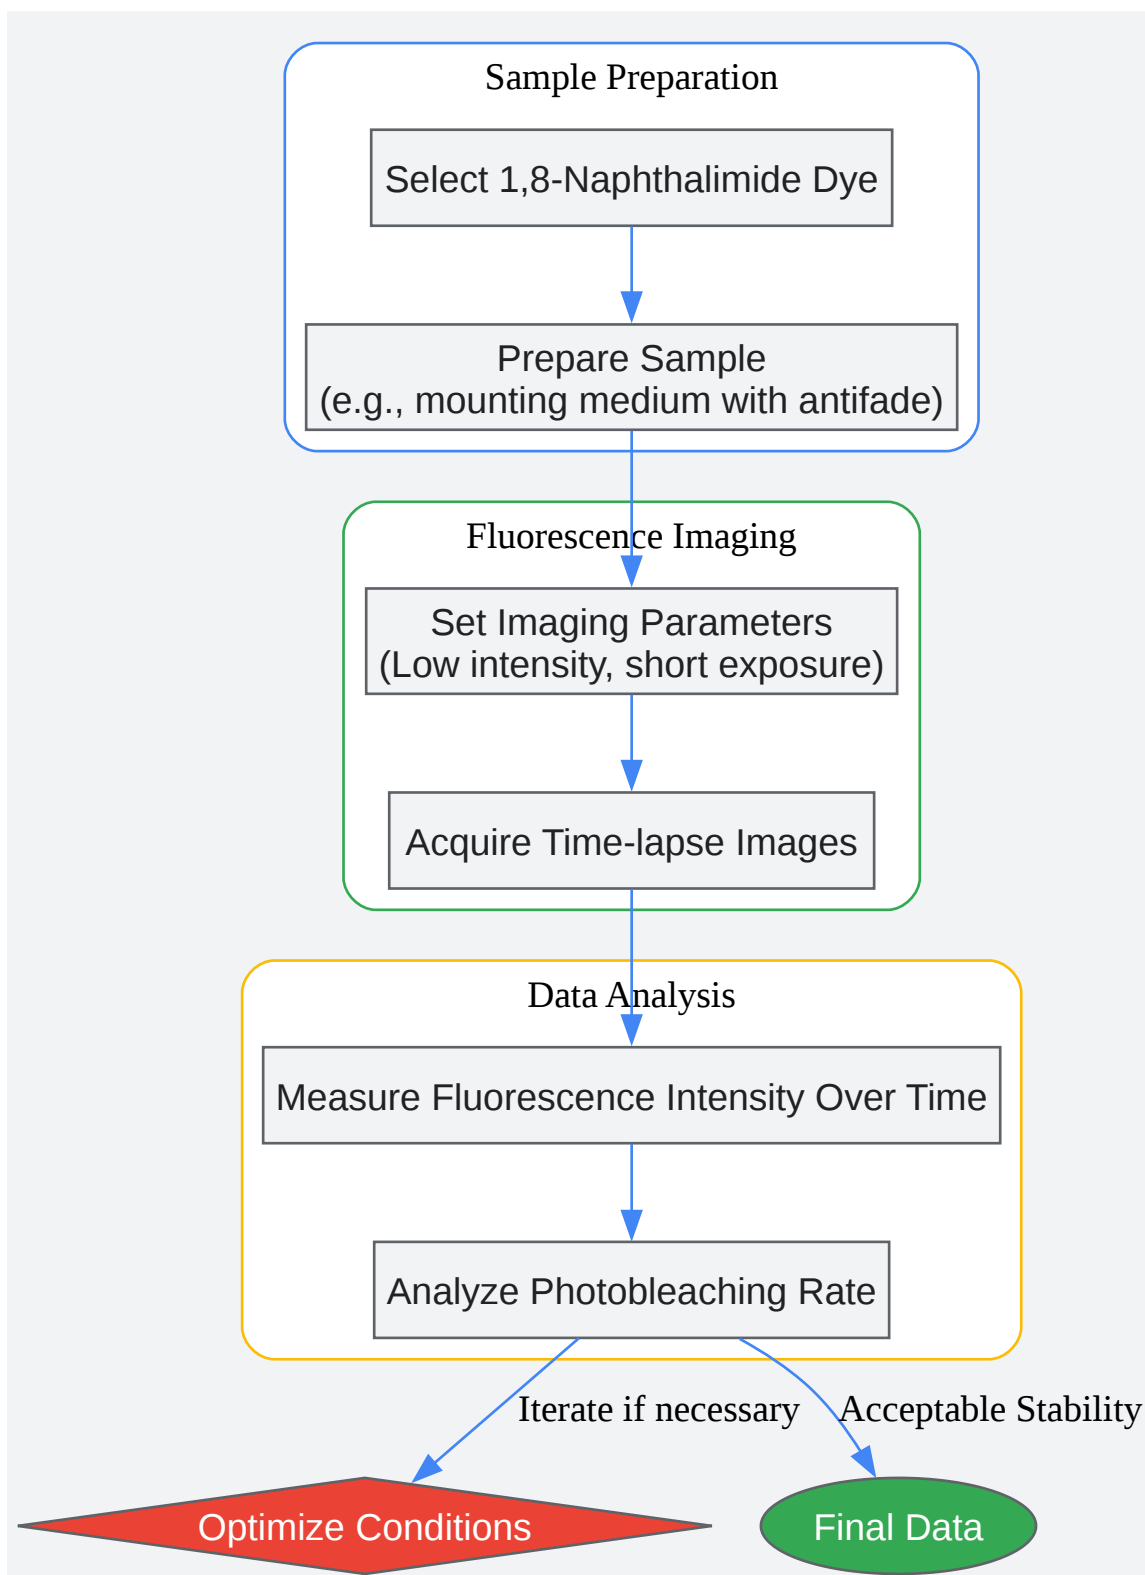 Sample Preparation
Select 1,8-Naphthalimide Dye
Prepare Sample
(e.g., mounting medium with antifade)
Fluorescence Imaging
Set Imaging Parameters
(Low intensity, short exposure)
Acquire Time-lapse Images
Data Analysis
Measure Fluorescence Intensity Over Time
Analyze Photobleaching Rate
Iterate if necessary
Acceptable Stability
Optimize Conditions
Final Data